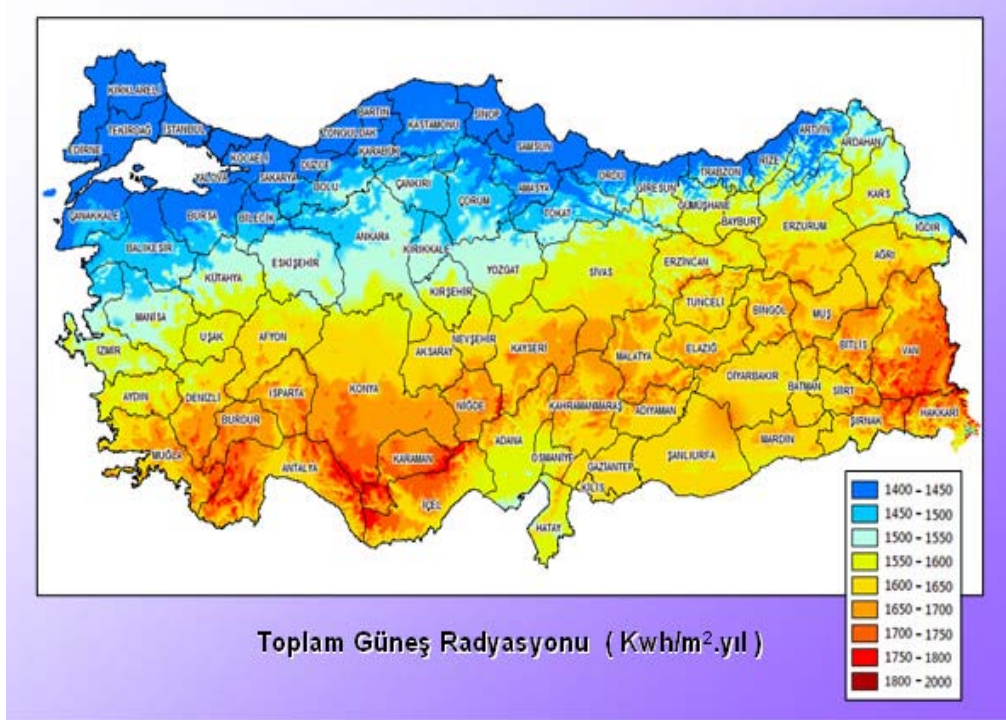 KIRKLARELİ
TEKİRDAĞ
İSTANBUL
EDİRNE
KOCAELİ
YALOVA
SAKARYA
DÜZCE
BOLU
ZONGULDAK
BARTIN
KARABÜK
KASTAMONU
SİNOP
SAMSUN
ÇANKIRI
ÇORUM
AMASYA
TOKAT
ORDU
GİRESUN
TRABZON
RİZE
ARTVİN
ARDAHAN
GÜMÜŞHANE
BAYBURT
ERZURUM
KARS
IĞDIR
AĞRI
ÇANAKKALE
BALIKESİR
BURSA
BİLECİK
KÜTAHYA
ESKİŞEHİR
ANKARA
KIRIKKALE
YOZGAT
KIRŞEHİR
SİVAS
ERZİNCAN
TUNCELİ
BİNGÖL
MUŞ
BİTLİS
VAN
MANİSA
İZMİR
UŞAK
AFYON
AKSARAY
NEVŞEHİR
KAYSERİ
MALATYA
ELAZIĞ
DİYARBAKIR
BATMAN
SİİRT
ŞIRNAK
HAKKARİ
AYDIN
DENİZLİ
ISPARTA
BURDUR
KONYA
NİĞDE
KAHRAMANMARAŞ
ADIYAMAN
ŞANLIURFA
MARDİN
MUĞLA
ANTALYA
KARAMAN
İÇEL
ADANA
OSMANİYE
GAZİANTEP
KİLİS
HATAY
1400 - 1450
1450 - 1500
1500 - 1550
1550 - 1600
1600 - 1650
1650 - 1700
1700 - 1750
1750 - 1800
1800 - 2000
Toplam Güneş Radyasyonu ( Kwh/m².yıl )